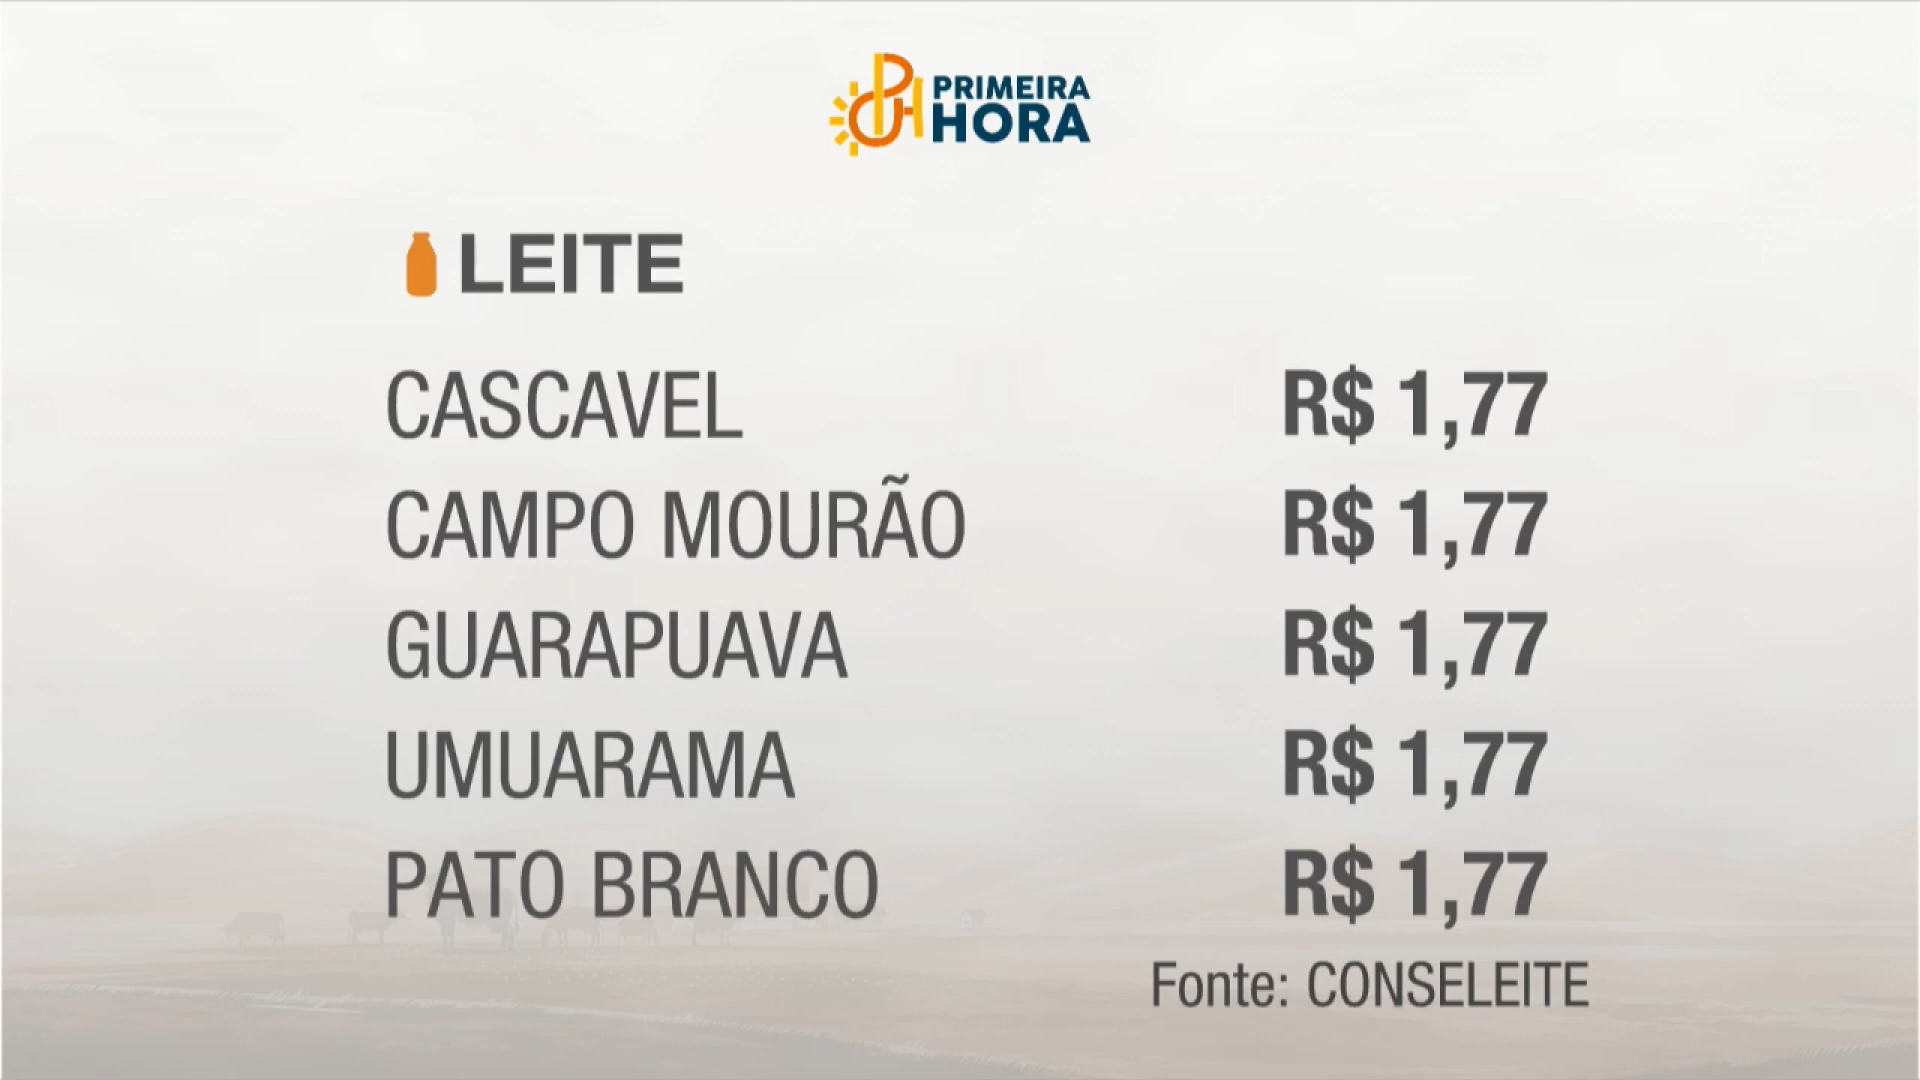 PRIMEIRA
HORA
LEITE
CASCAVEL R$ 1,77
CAMPO MOURÃO R$ 1,77
GUARAPUAVA R$ 1,77
UMUARAMA R$ 1,77
PATO BRANCO R$ 1,77
Fonte: CONSELEITE